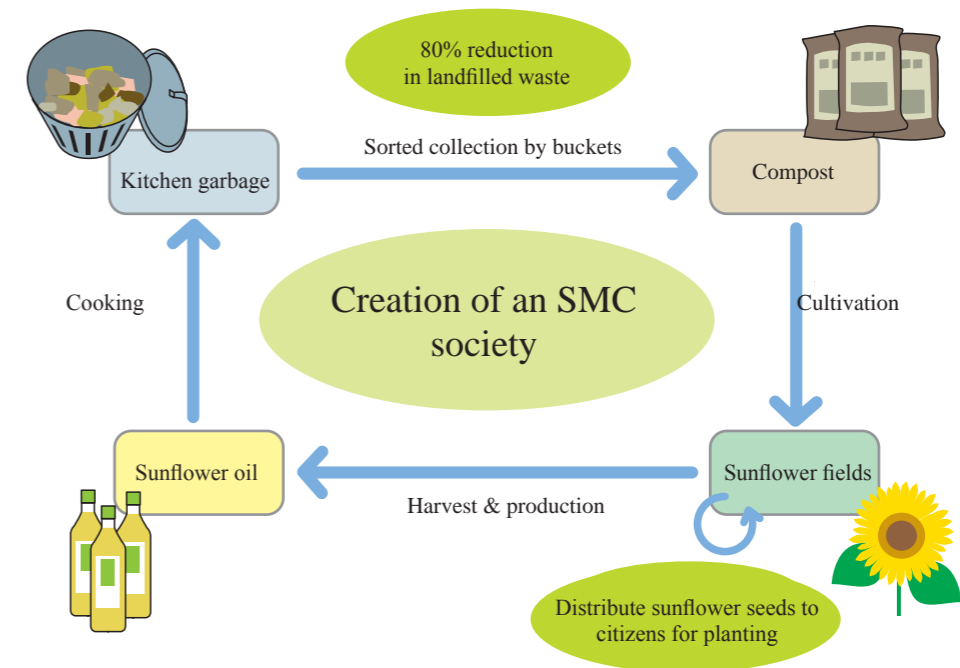 80% reduction
in landfilled waste
Sorted collection by buckets
Kitchen garbage
Compost
Creation of an SMC
society
Cooking
Cultivation
Sunflower oil
Sunflower fields
Harvest & production
Distribute sunflower seeds to
citizens for planting